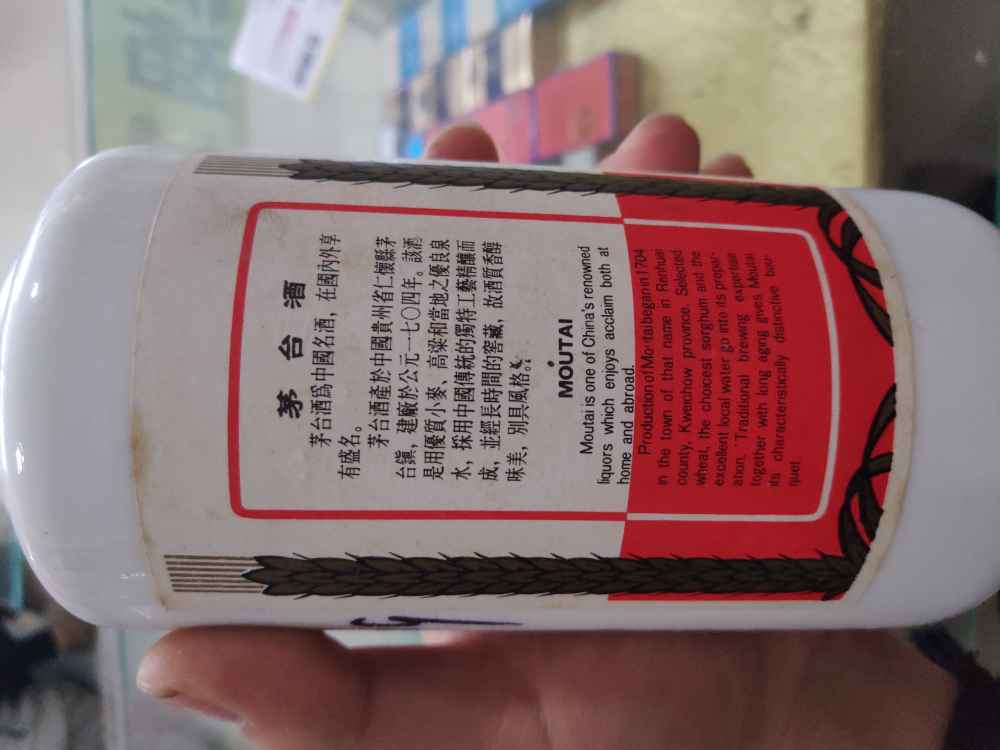 茅台酒
茅台酒爲中國名酒，在國內外享
有盛名。
茅台酒產於中國貴州省仁懷縣茅
台鎮，建廠於公元一七〇四年。該酒
是用優質小麥、高粱和當地之優良泉
水，採用中國傳統的獨特工藝精釀而
成，並經長時間的窖藏，故酒質香醇
味美，別具風格。
MOUTAI
Moutai is one of China's renowned
liquors which enjoys acclaim both at
home and abroad.
Production of Moutai began in 1704
in the town of that name in Renhuai
county, Kweichow province. Selected
wheat, the choicest sorghum and the
excellent local water go into its prepar-
ation. Traditional brewing expertise
together with long aging gives Moutai
its characteristically distinctive bou-
quet